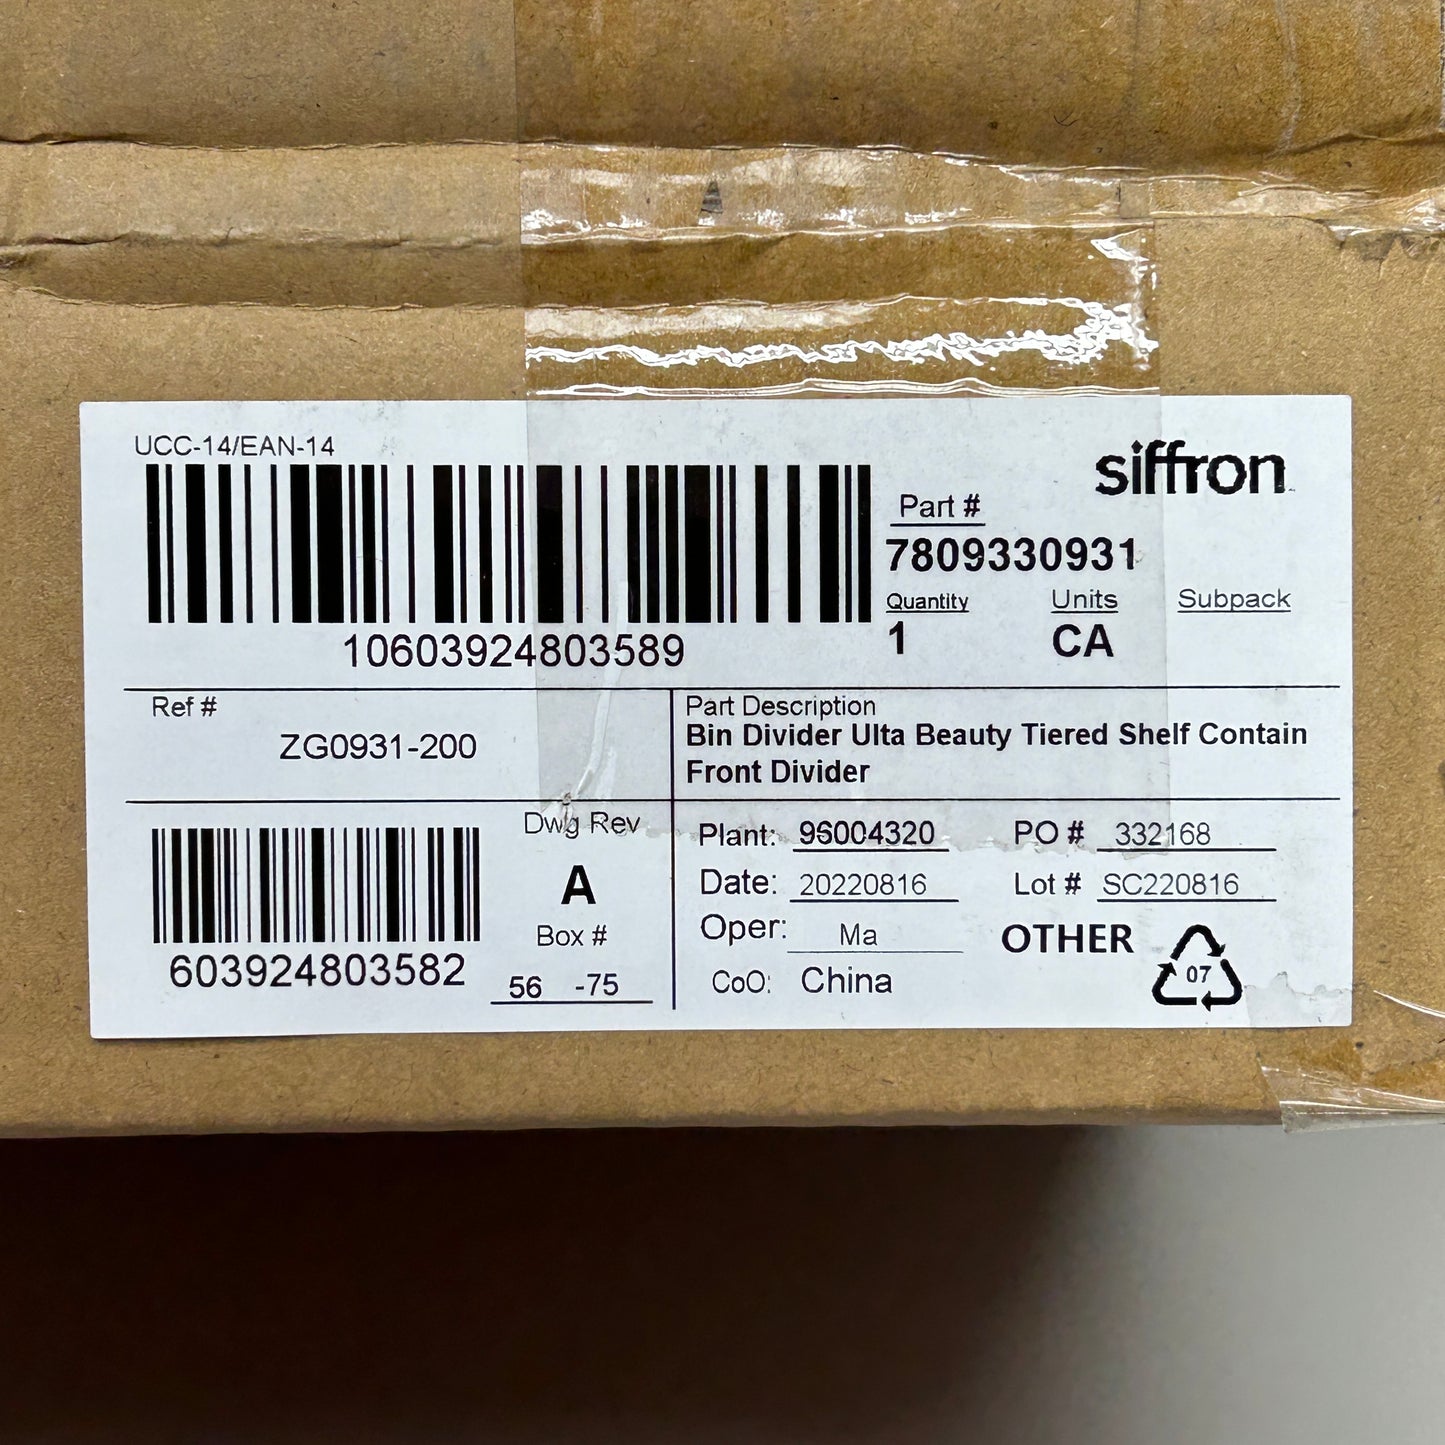 UCC-14/EAN-14
siffron
Part #
7809330931
Quantity Units Subpack
1 CA
10603924803589
Ref #
ZG0931-200
Part Description
Bin Divider Ulta Beauty Tiered Shelf Contain
Front Divider
603924803582
Dwg Rev
A
Box #
56 -75
Plant: 96004320 PO # 332168
Date: 20220816 Lot # SC220816
Oper: Ma
CoO: China
OTHER
07